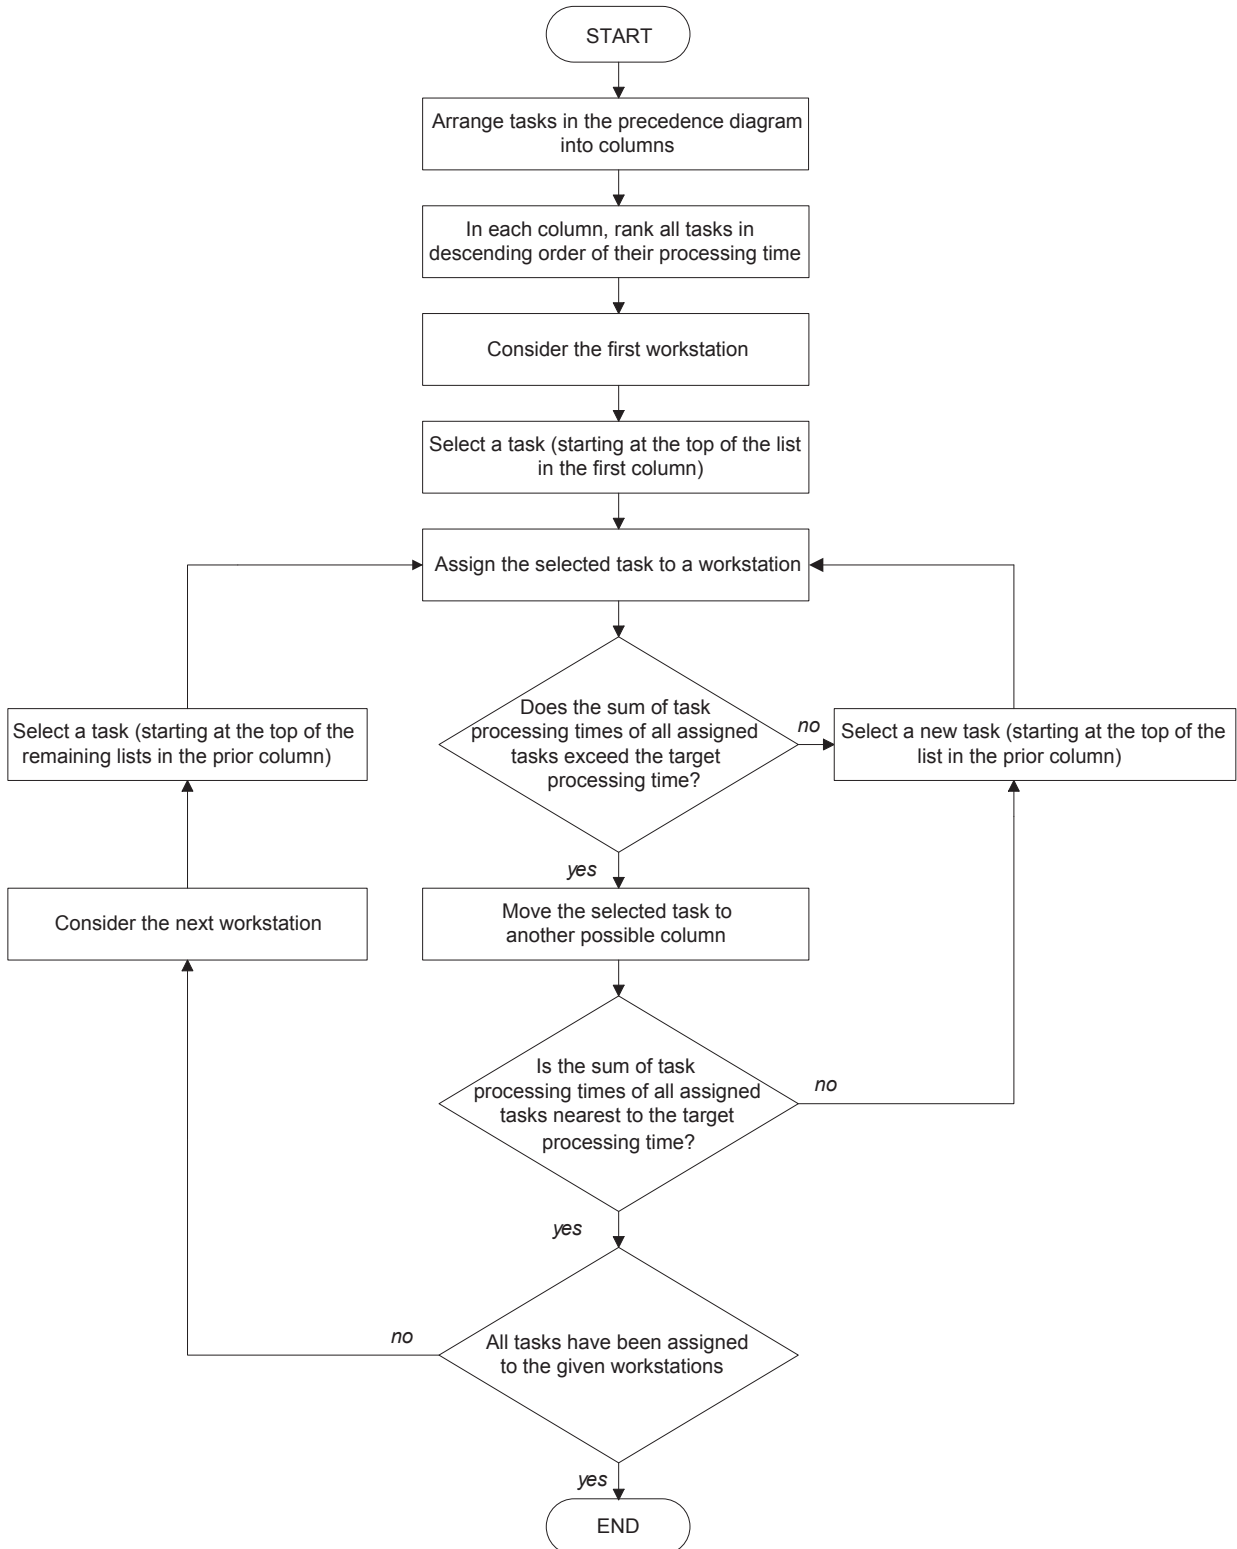 START
Arrange tasks in the precedence diagram
into columns
In each column, rank all tasks in
descending order of their processing time
Consider the first workstation
Select a task (starting at the top of the list
in the first column)
Assign the selected task to a workstation
Does the sum of task
processing times of all assigned
tasks exceed the target
processing time?
no
Select a new task (starting at the top of the
list in the prior column)
Select a task (starting at the top of the
remaining lists in the prior column)
yes
Move the selected task to
another possible column
Consider the next workstation
Is the sum of task
processing times of all assigned
tasks nearest to the target
processing time?
no
yes
All tasks have been assigned
to the given workstations
no
yes
END